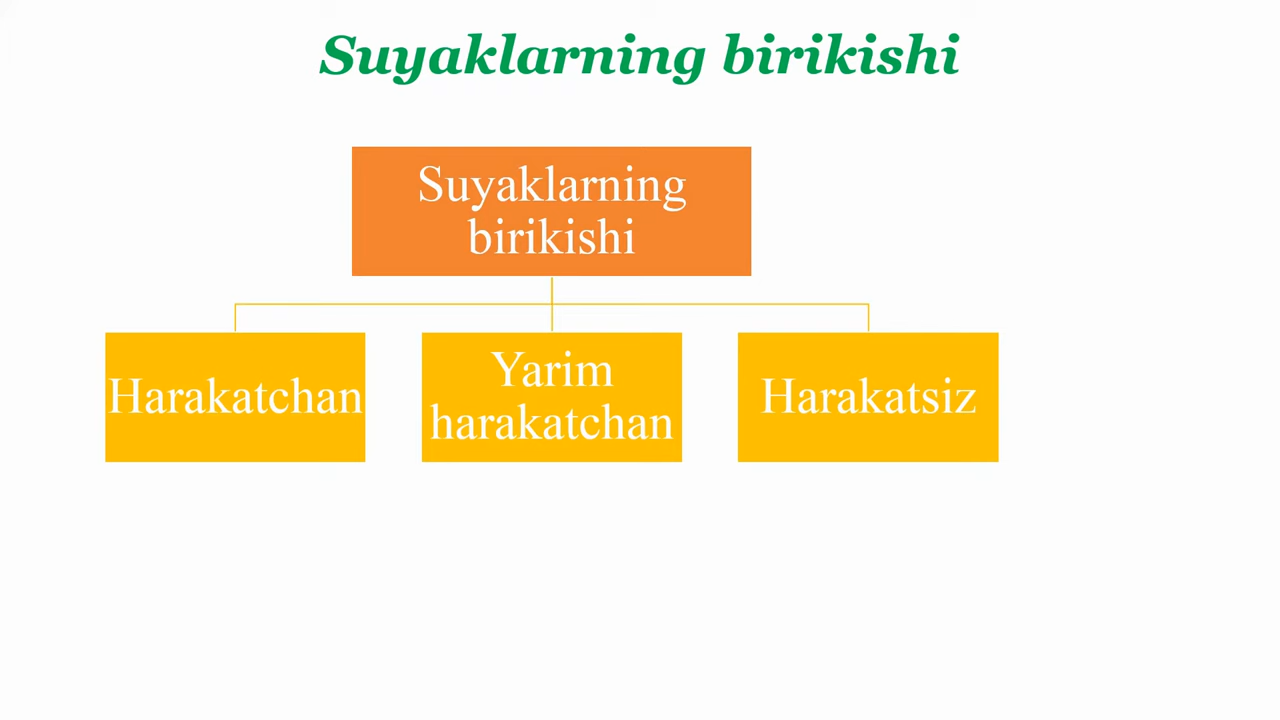 Suyaklarning birikishi
Suyaklarning
birikishi
Harakatchan
Yarim
harakatchan
Harakatsiz